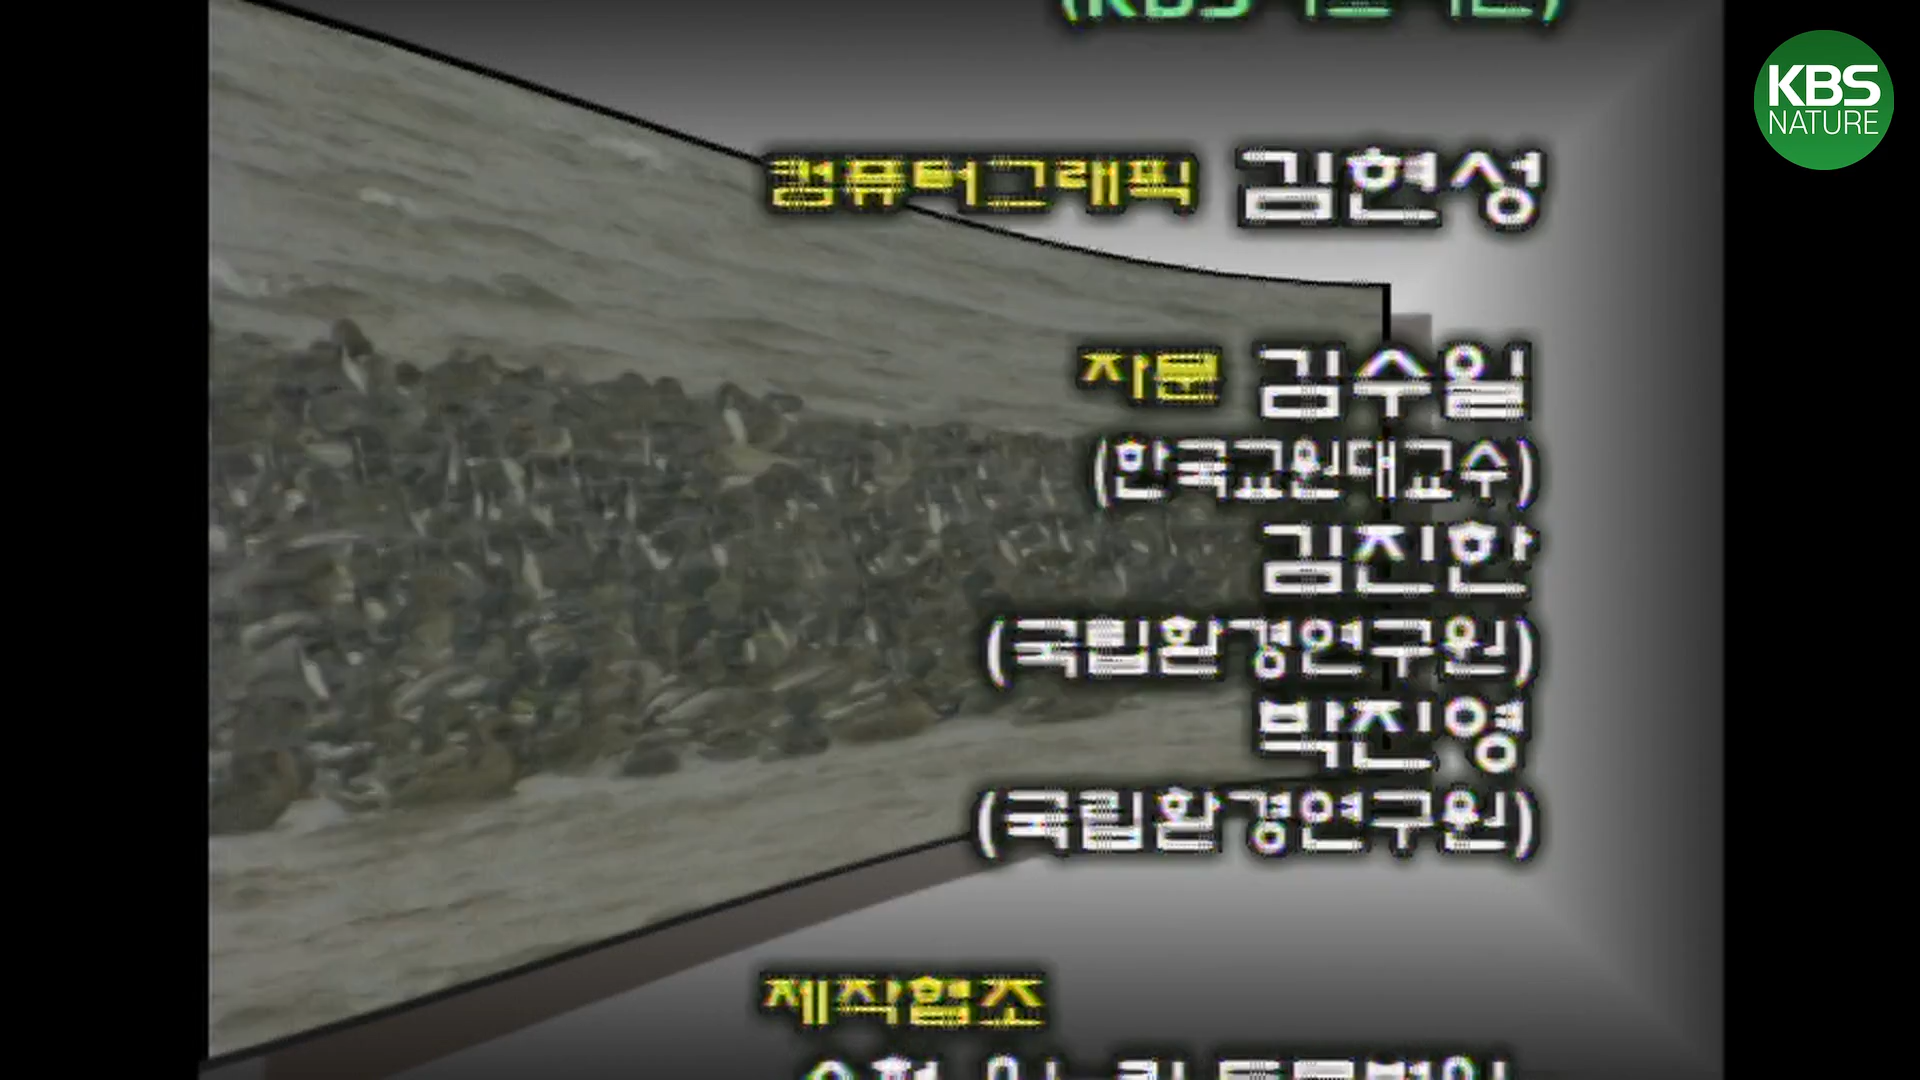 KBS
NATURE
컴퓨터그래픽 김현성
자문 김수일
(한국교원대교수)
김진한
(국립환경연구원)
박진영
(국립환경연구원)
제작협조